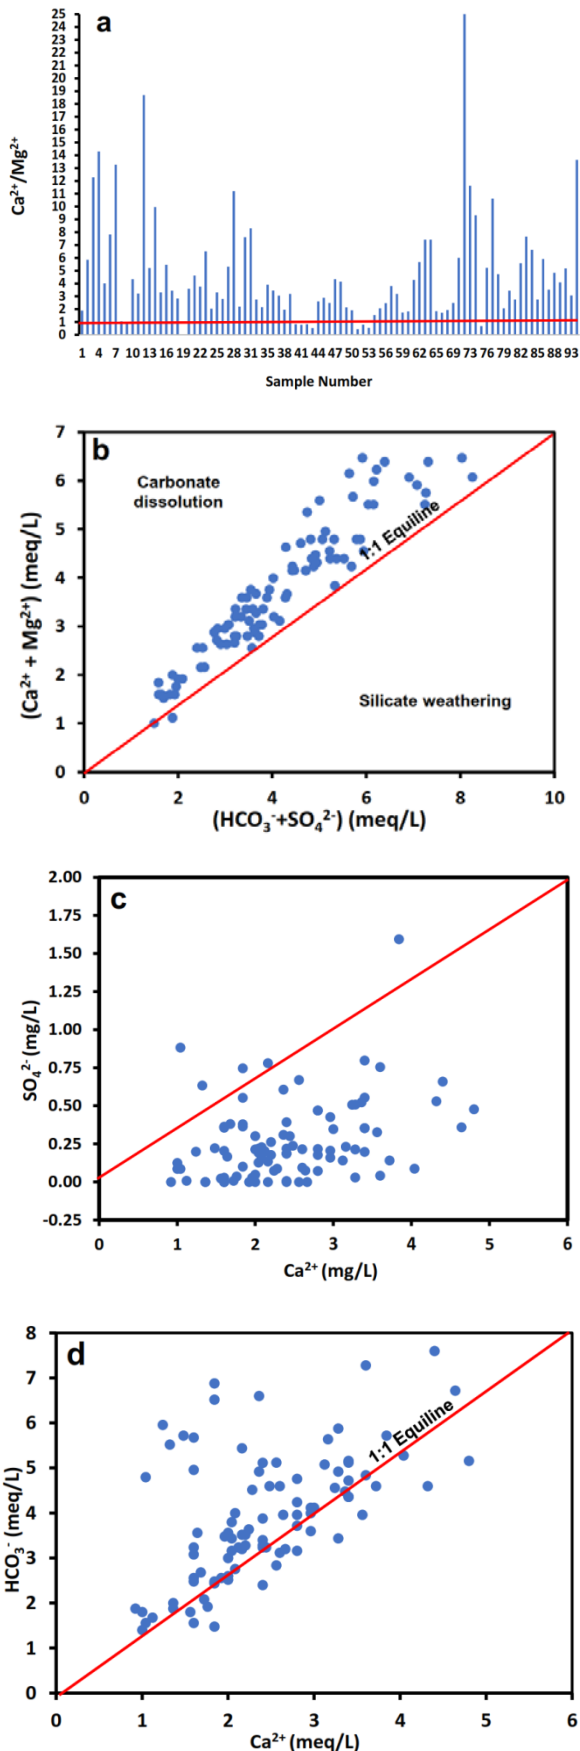 a
Ca²⁺/Mg²⁺
25
24
23
22
21
20
19
18
17
16
15
14
13
12
11
10
9
8
7
6
5
4
3
2
1
0
1 4 7 10 13 16 19 22 25 28 31 35 38 41 44 47 50 53 56 59 62 65 69 73 76 79 82 85 88 93
Sample Number
b
(Ca²⁺ + Mg²⁺) (meq/L)
7
6
5
4
3
2
1
0
Carbonate
dissolution
1:1 Equiline
Silicate weathering
0 2 4 6 8 10
(HCO₃⁻+SO₄²⁻) (meq/L)
c
SO₄²⁻ (mg/L)
2.00
1.75
1.50
1.25
1.00
0.75
0.50
0.25
0.00
-0.25
0 1 2 3 4 5 6
Ca²⁺ (mg/L)
d
HCO₃⁻ (meq/L)
8
7
6
5
4
3
2
1
0
1:1 Equiline
0 1 2 3 4 5 6
Ca²⁺ (meq/L)